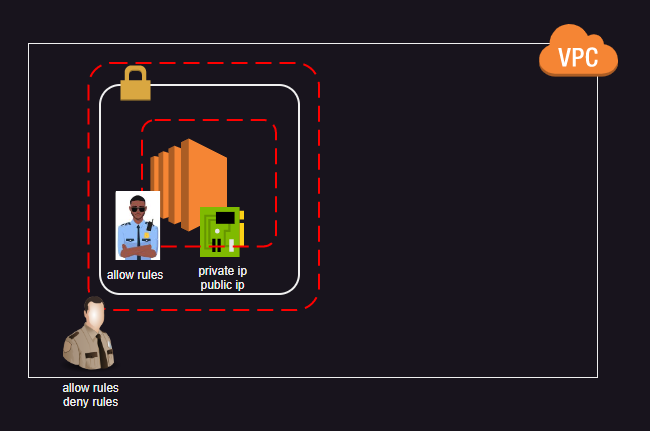 VPC
allow rules
private ip
public ip
allow rules
deny rules